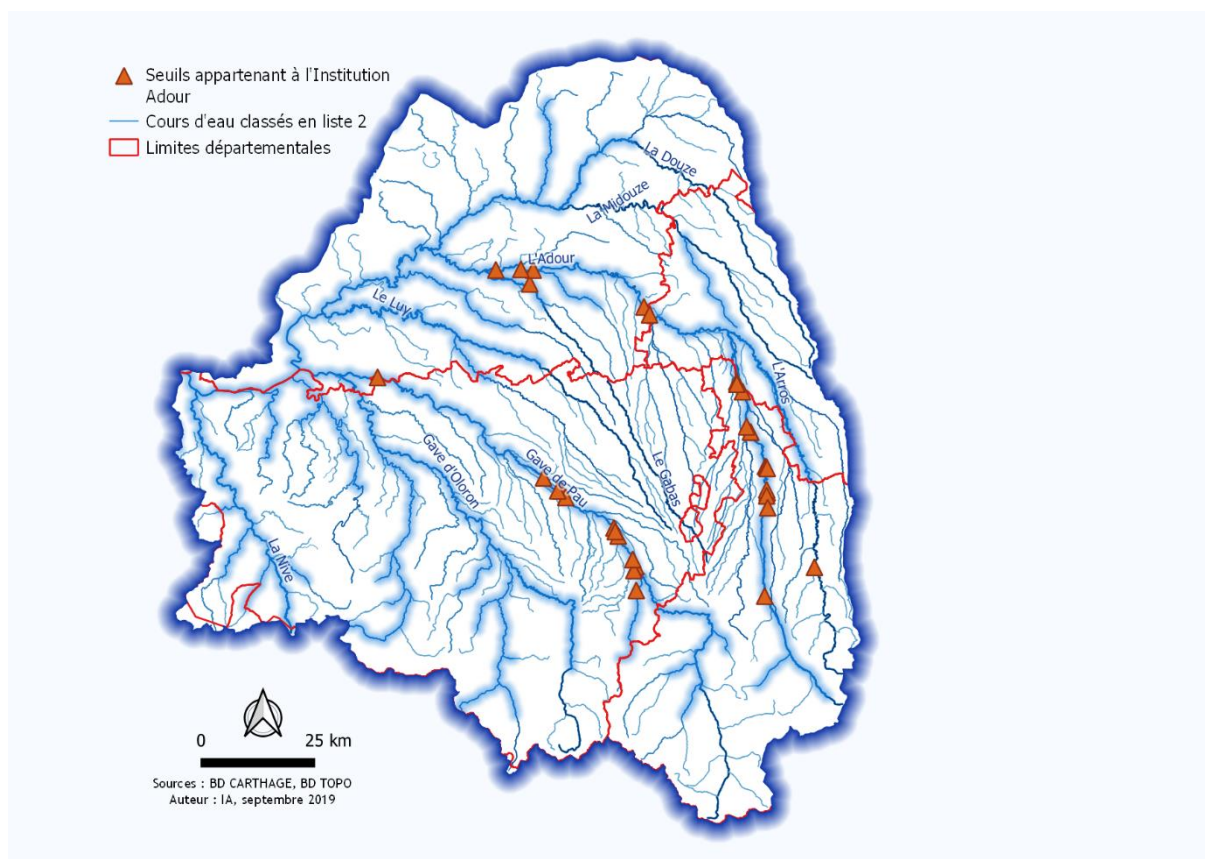 Seuils appartenant à l'Institution
Adour
Cours d'eau classés en liste 2
Limites départementales
La Douze
La Midouze
L'Adour
Le Luy
L'Arros
Gave d'Oloron
Gave de Pau
Le Gabas
La Nive
0 25 km
Sources : BD CARTHAGE, BD TOPO
Auteur : IA, septembre 2019